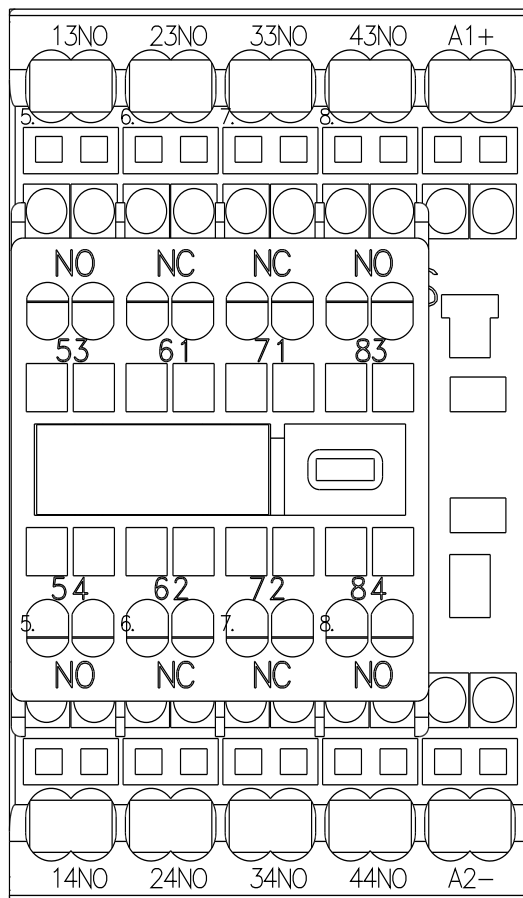 13NO 23NO 33NO 43NO A1+
5. 6. 7. 8.
NO NC NC NO
53 61 71 83
54 62 72 84
5. 6. 7. 8.
NO NC NC NO
14NO 24NO 34NO 44NO A2-